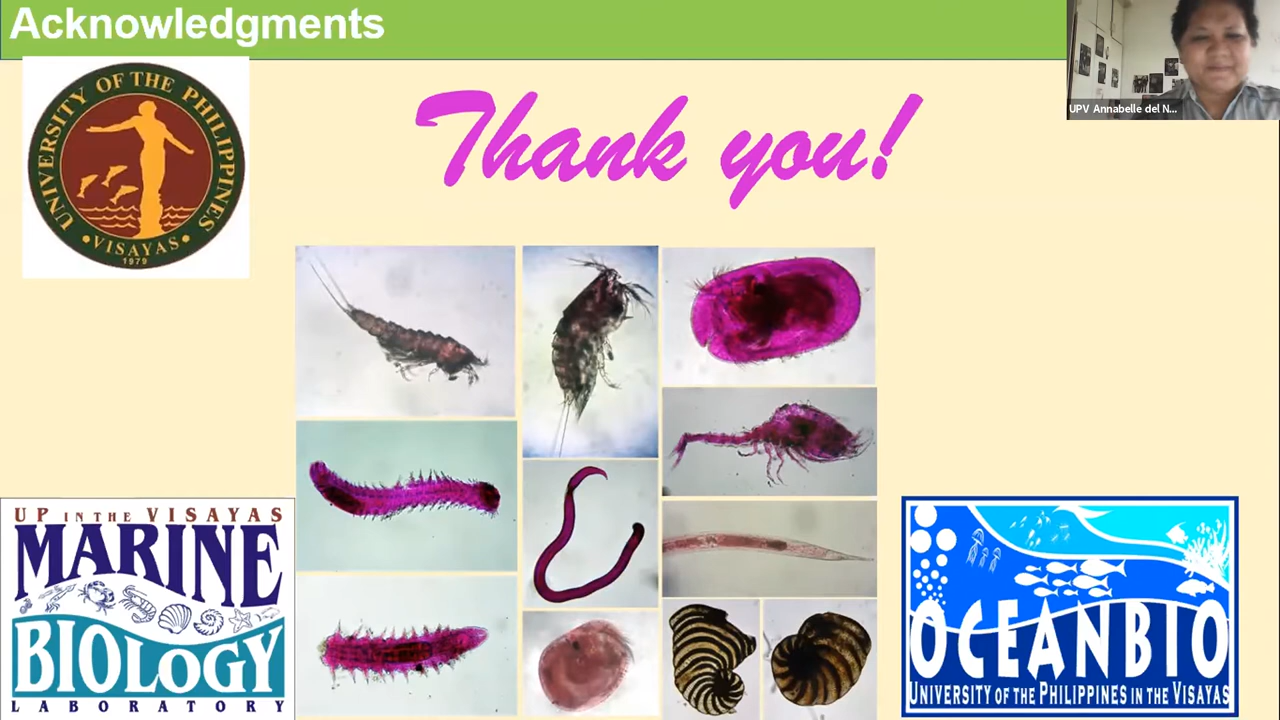 Acknowledgments
UPV Annabelle del N...
UNIVERSITY OF THE PHILIPPINES
•VISAYAS•
1979
Thank you!
UP IN THE VISAYAS
MARINE
BIOLOGY
LABORATORY
OCEANBIO
UNIVERSITY OF THE PHILIPPINES IN THE VISAYAS